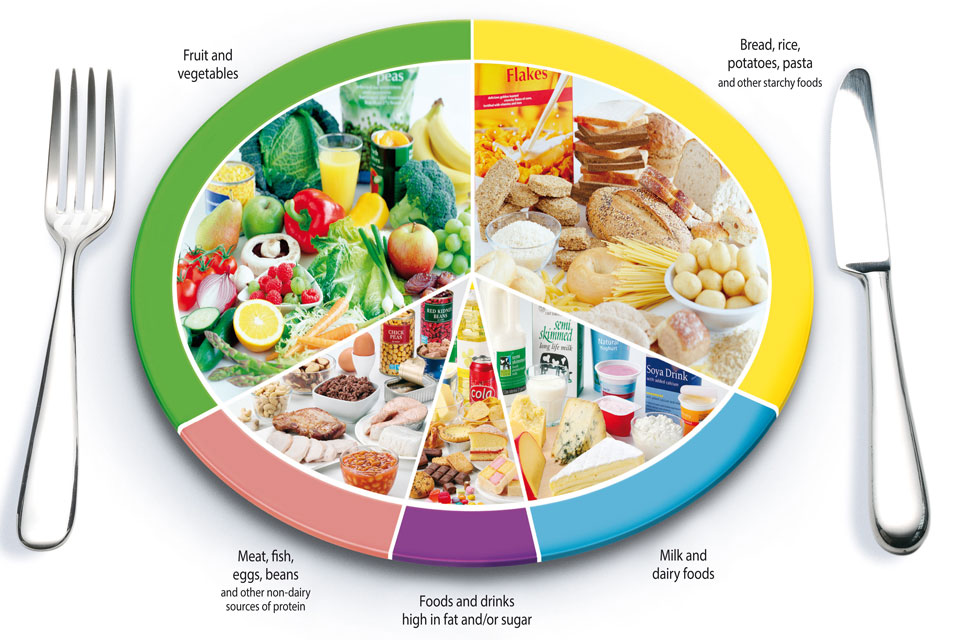 Fruit and
vegetables
Bread, rice,
potatoes, pasta
and other starchy foods
peas
Flakes
CHICK
PEAS
RED KIDNEY
BEANS
cola
semi
skimmed
long life milk
Natural
Yoghurt
Soya Drink
with added calcium
Meat, fish,
eggs, beans
and other non-dairy
sources of protein
Foods and drinks
high in fat and/or sugar
Milk and
dairy foods